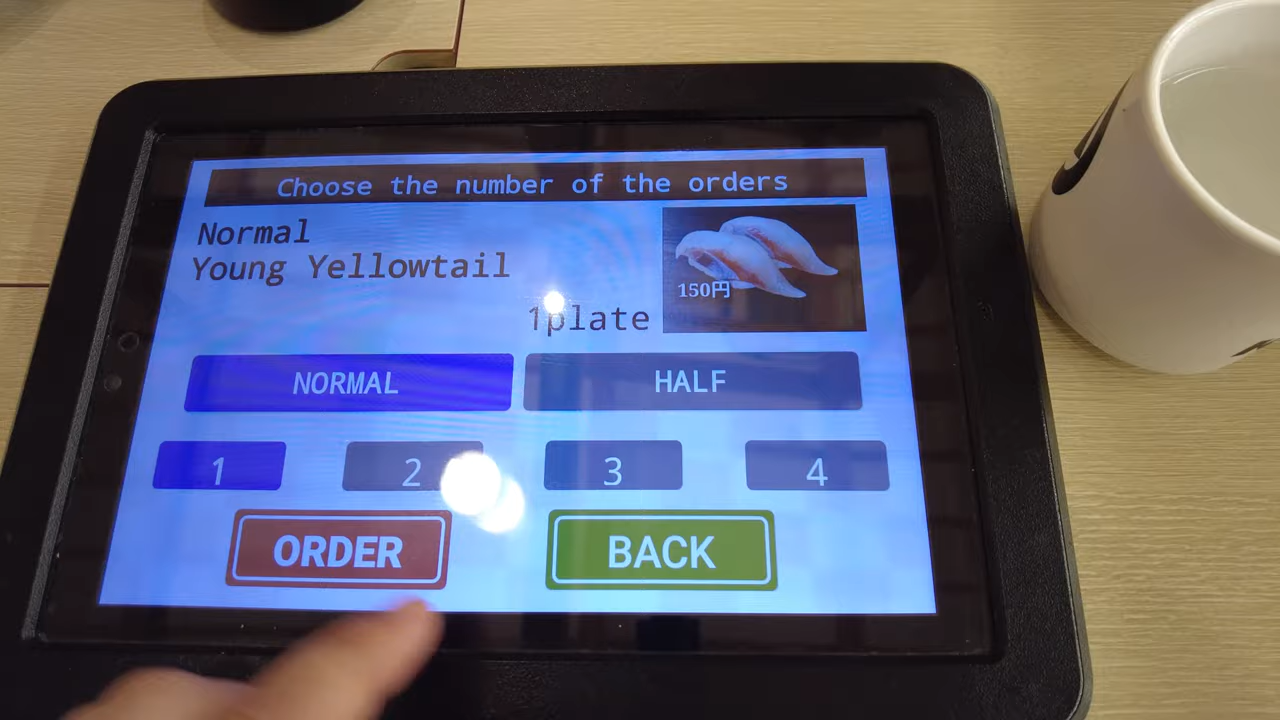 Choose the number of the orders
Normal
Young Yellowtail
150円
1plate
NORMAL HALF
1 2 3 4
ORDER BACK